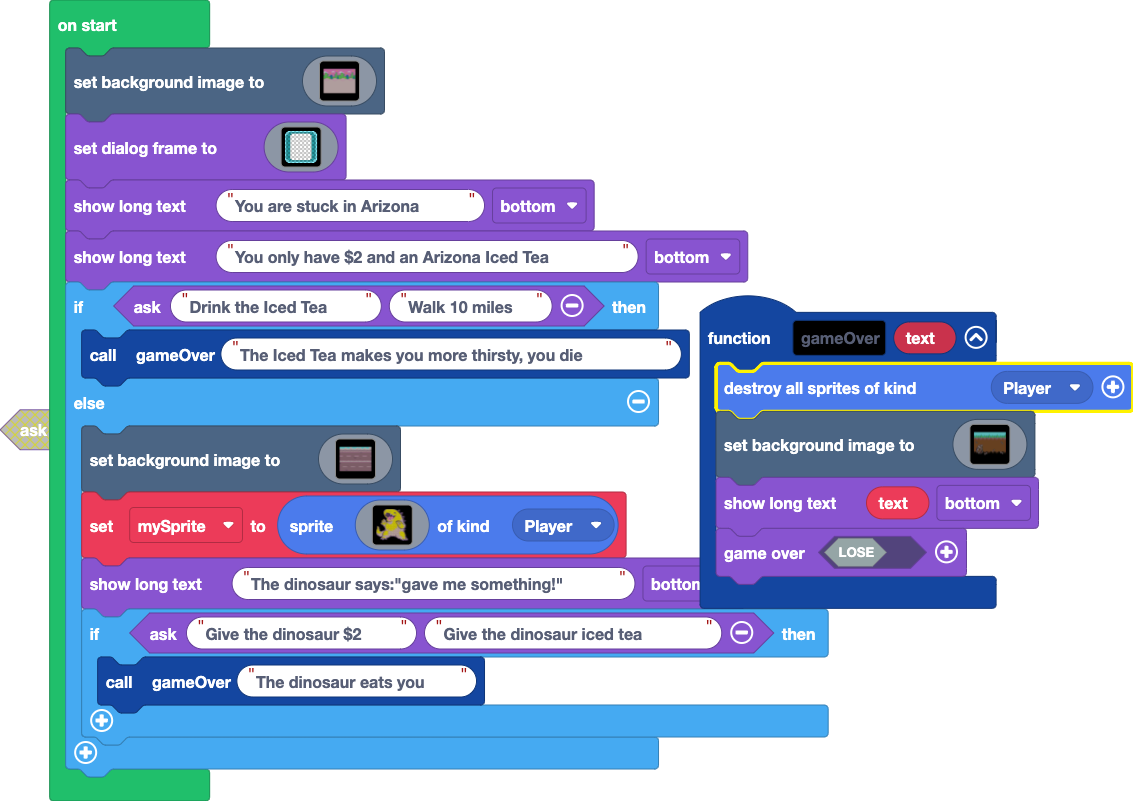 on start
set background image to
set dialog frame to
show long text "You are stuck in Arizona" bottom
show long text "You only have $2 and an Arizona Iced Tea" bottom
if ask "Drink the Iced Tea" "Walk 10 miles" then
call gameOver "The Iced Tea makes you more thirsty, you die"
else
ask
set background image to
set mySprite to sprite of kind Player
show long text "The dinosaur says:"gave me something!"" bottom
if ask "Give the dinosaur $2" "Give the dinosaur iced tea" then
call gameOver "The dinosaur eats you"
function gameOver text
destroy all sprites of kind Player
set background image to
show long text text bottom
game over LOSE